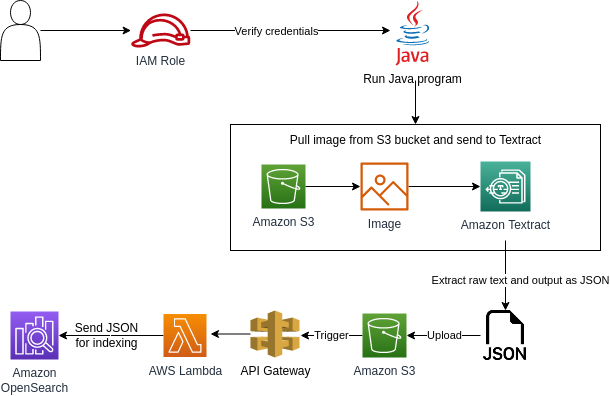 Verify credentials
Java
IAM Role
Run Java program
Pull image from S3 bucket and send to Textract
Amazon S3
Image
Amazon Textract
Extract raw text and output as JSON
Send JSON
for indexing
Trigger
Upload
JSON
Amazon
OpenSearch
AWS Lambda
API Gateway
Amazon S3